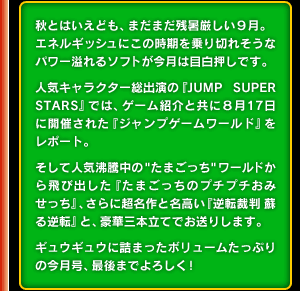 秋とはいえども、まだまだ残暑厳しい9月。
エネルギッシュにこの時期を乗り切れそうな
パワー溢れるソフトが今月は目白押しです。
人気キャラクター総出演の『JUMP SUPER
STARS』では、ゲーム紹介と共に8月17日
に開催された『ジャンプゲームワールド』を
レポート。
そして人気沸騰中の"たまごっち"ワールドか
ら飛び出した『たまごっちのプチプチおみ
せっち』、さらに超名作と名高い『逆転裁判 蘇
る逆転』と、豪華三本立てでお送りします。
ギュウギュウに詰まったボリュームたっぷり
の今月号、最後までよろしく！